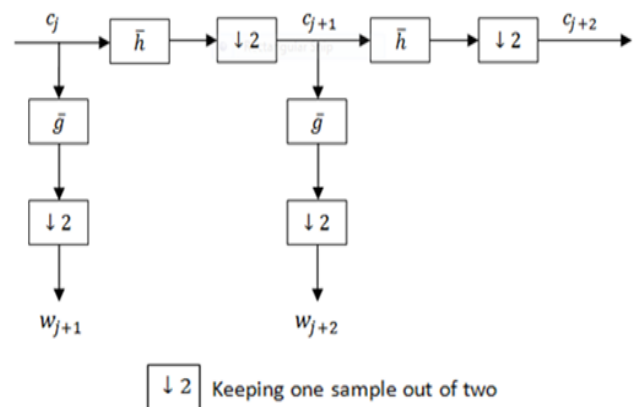 c_j c_{j+1} c_{j+2}
h̄ ↓ 2 h̄ ↓ 2
ḡ ḡ
↓ 2 ↓ 2
w_{j+1} w_{j+2}
↓ 2 Keeping one sample out of two